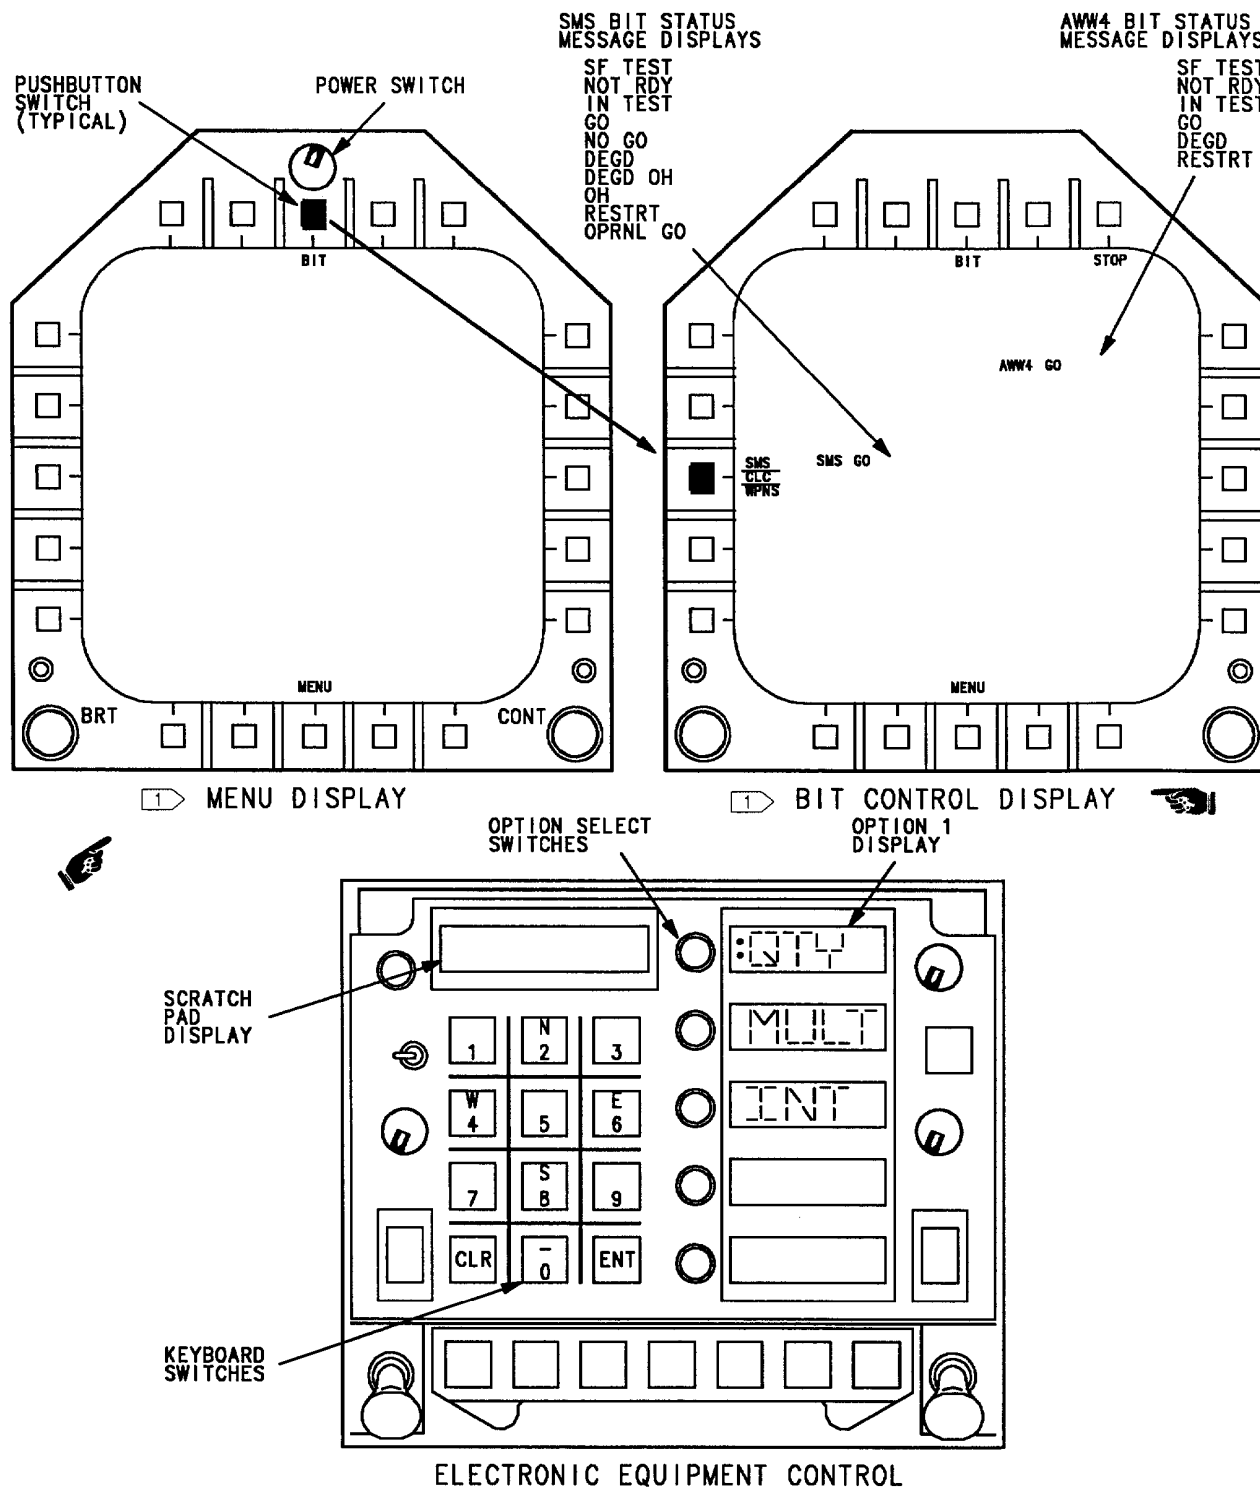 SMS BIT STATUS
MESSAGE DISPLAYS
SF TEST
NOT RDY
IN TEST
GO
NO GO
DEGD
DEGD OH
OH
RESTRT
OPRNL GO
AWW4 BIT STATUS
MESSAGE DISPLAYS
SF TEST
NOT RDY
IN TEST
GO
DEGD
RESTRT
PUSHBUTTON
SWITCH
(TYPICAL)
POWER SWITCH
BIT
MENU
BRT
CONT
1 MENU DISPLAY
BIT
STOP
AWW4 GO
SMS
CLC
WPNS
SMS GO
MENU
1 BIT CONTROL DISPLAY
OPTION SELECT
SWITCHES
OPTION 1
DISPLAY
SCRATCH
PAD
DISPLAY
:QTY
MULT
INT
1
N
2
3
W
4
5
E
6
7
S
8
9
CLR
–
0
ENT
KEYBOARD
SWITCHES
ELECTRONIC EQUIPMENT CONTROL